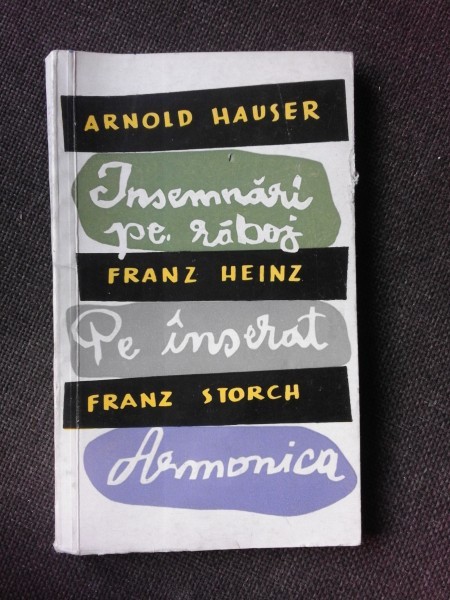 ARNOLD HAUSER
Însemnări
pe răboj
FRANZ HEINZ
Pe înserat
FRANZ STORCH
Armonica